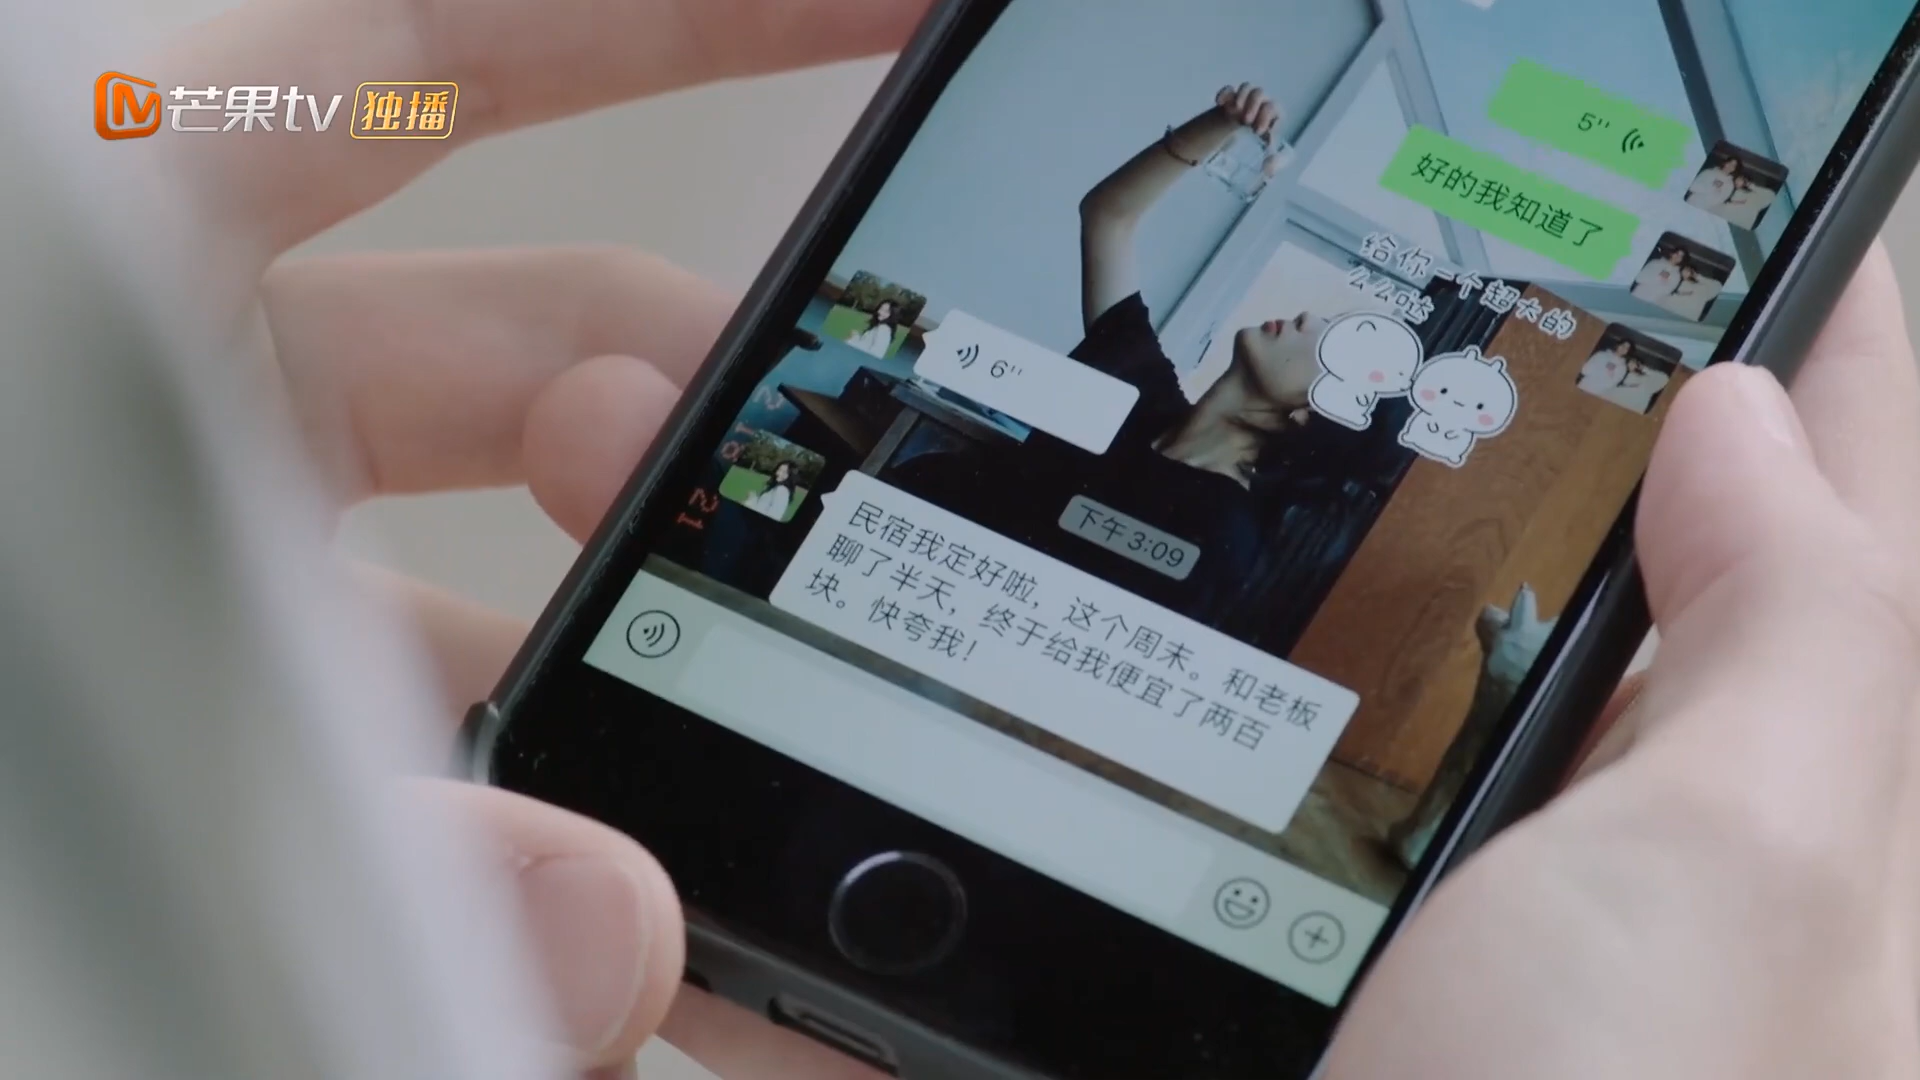 芒果tv 独播
5''
好的我知道了
给你一个超大的
么么哒
6''
下午3:09
民宿我定好啦，这个周末。和老板
聊了半天，终于给我便宜了两百
块。快夸我！